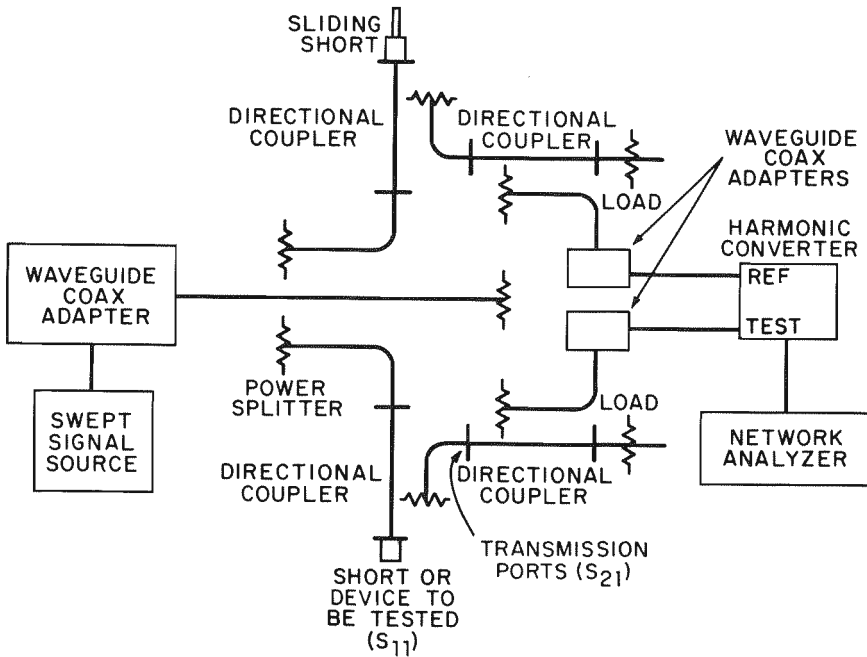 SLIDING
SHORT
DIRECTIONAL
COUPLER
DIRECTIONAL
COUPLER
WAVEGUIDE
COAX
ADAPTERS
LOAD
HARMONIC
CONVERTER
REF
TEST
WAVEGUIDE
COAX
ADAPTER
POWER
SPLITTER
SWEPT
SIGNAL
SOURCE
LOAD
NETWORK
ANALYZER
DIRECTIONAL
COUPLER
DIRECTIONAL
COUPLER
TRANSMISSION
PORTS (S21)
SHORT OR
DEVICE TO
BE TESTED
(S11)